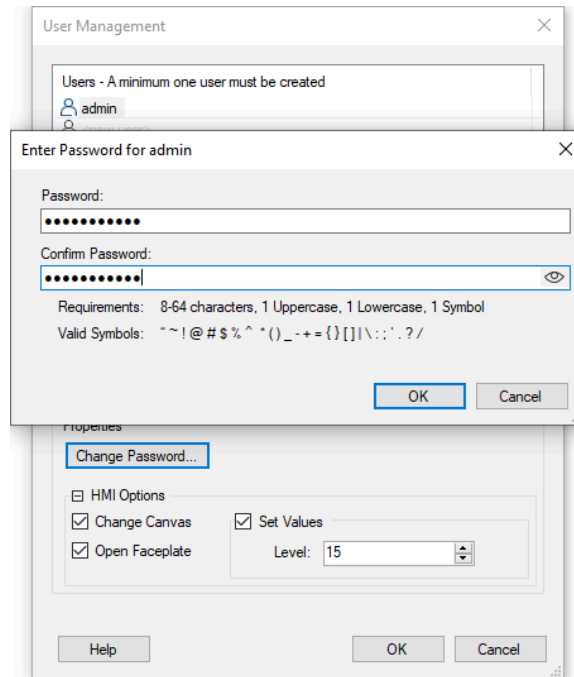 User Management
Users - A minimum one user must be created
admin
Enter Password for admin
Password:
•••••••••••
Confirm Password:
•••••••••••
Requirements: 8-64 characters, 1 Uppercase, 1 Lowercase, 1 Symbol
Valid Symbols: ¨ ~ ! @ # $ % ^ * ( ) _ - + = { } [ ] | \ : ; ' . ? /
OK Cancel
Properties
Change Password...
HMI Options
Change Canvas Set Values
Open Faceplate Level: 15
Help OK Cancel